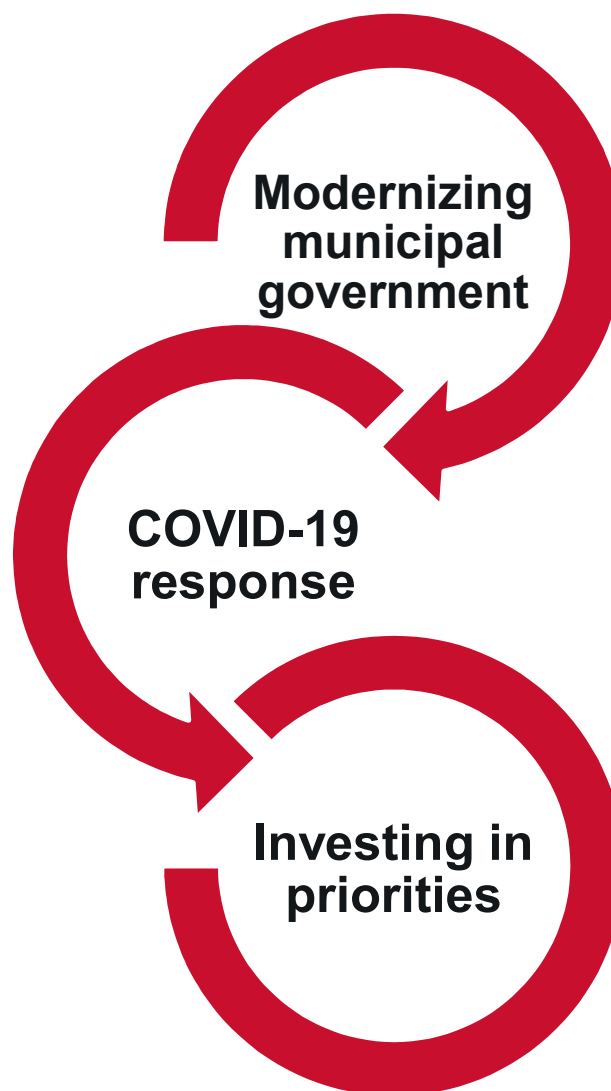 Modernizing
municipal
government
COVID-19
response
Investing in
priorities